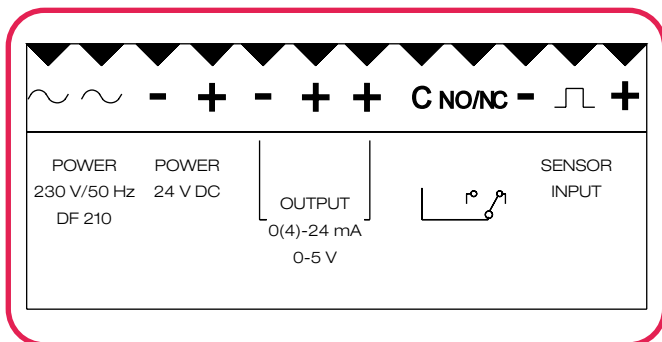 - + - + + C NO/NC - +
POWER
230 V/50 Hz
DF 210
POWER
24 V DC
OUTPUT
0(4)-24 mA
0-5 V
SENSOR
INPUT